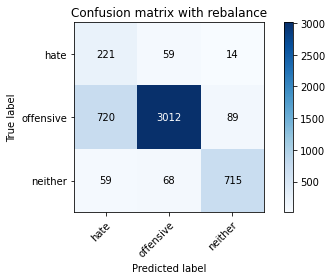 Confusion matrix with rebalance
True label
hate 221 59 14
offensive 720 3012 89
neither 59 68 715
hate offensive neither
Predicted label
3000
2500
2000
1500
1000
500